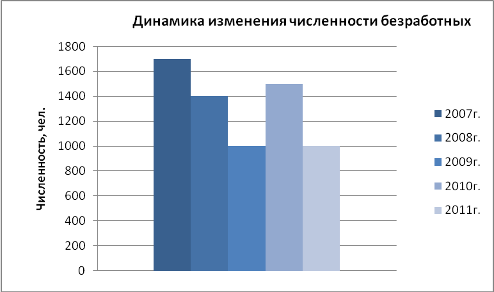 Динамика изменения численности безработных
Численность, чел.
1800
1600
1400
1200
1000
800
600
400
200
0
2007г.
2008г.
2009г.
2010г.
2011г.